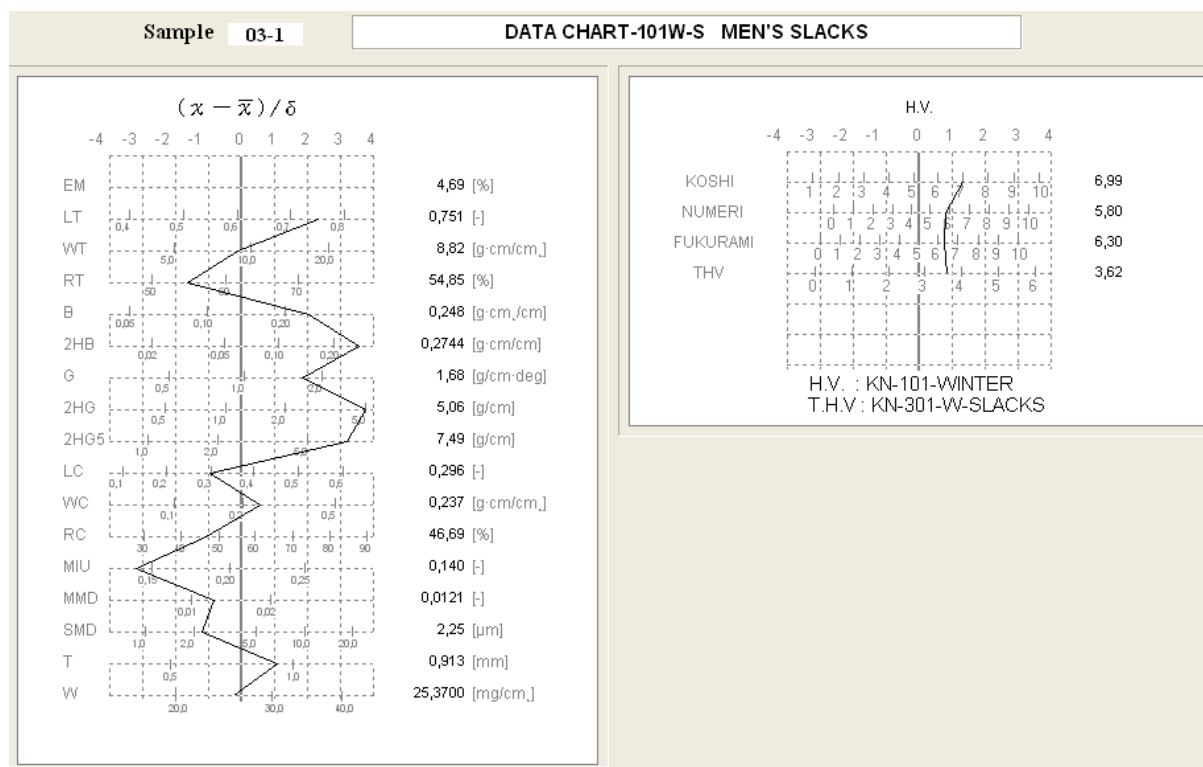 Sample 03-1 DATA CHART-101W-S MEN'S SLACKS
(x - x̄) / δ
-4 -3 -2 -1 0 1 2 3 4
EM 4,69 [%]
LT 0,751 [-]
0,4 0,5 0,6 0,7 0,8
WT 8,82 [g·cm/cm,]
5,0 10,0 20,0
RT 54,85 [%]
50 60 70
B 0,248 [g·cm,/cm]
0,05 0,10 0,20
2HB 0,2744 [g·cm/cm]
0,02 0,05 0,10 0,20
G 1,68 [g/cm·deg]
0,5 1,0 2,0
2HG 5,06 [g/cm]
0,5 1,0 2,0 5,0
2HG5 7,49 [g/cm]
1,0 2,0 5,0
LC 0,296 [-]
0,1 0,2 0,3 0,4 0,5 0,6
WC 0,237 [g·cm/cm,]
0,1 0,2 0,5
RC 46,69 [%]
30 40 50 60 70 80 90
MIU 0,140 [-]
0,15 0,20 0,25
MMD 0,0121 [-]
0,01 0,02
SMD 2,25 [µm]
1,0 2,0 5,0 10,0 20,0
T 0,913 [mm]
0,5 1,0
W 25,3700 [mg/cm,]
20,0 30,0 40,0
H.V.
-4 -3 -2 -1 0 1 2 3 4
KOSHI 6,99
1 2 3 4 5 6 7 8 9 10
NUMERI 5,80
0 1 2 3 4 5 6 7 8 9 10
FUKURAMI 6,30
0 1 2 3 4 5 6 7 8 9 10
THV 3,62
0 1 2 3 4 5 6
H.V. : KN-101-WINTER
T.H.V : KN-301-W-SLACKS